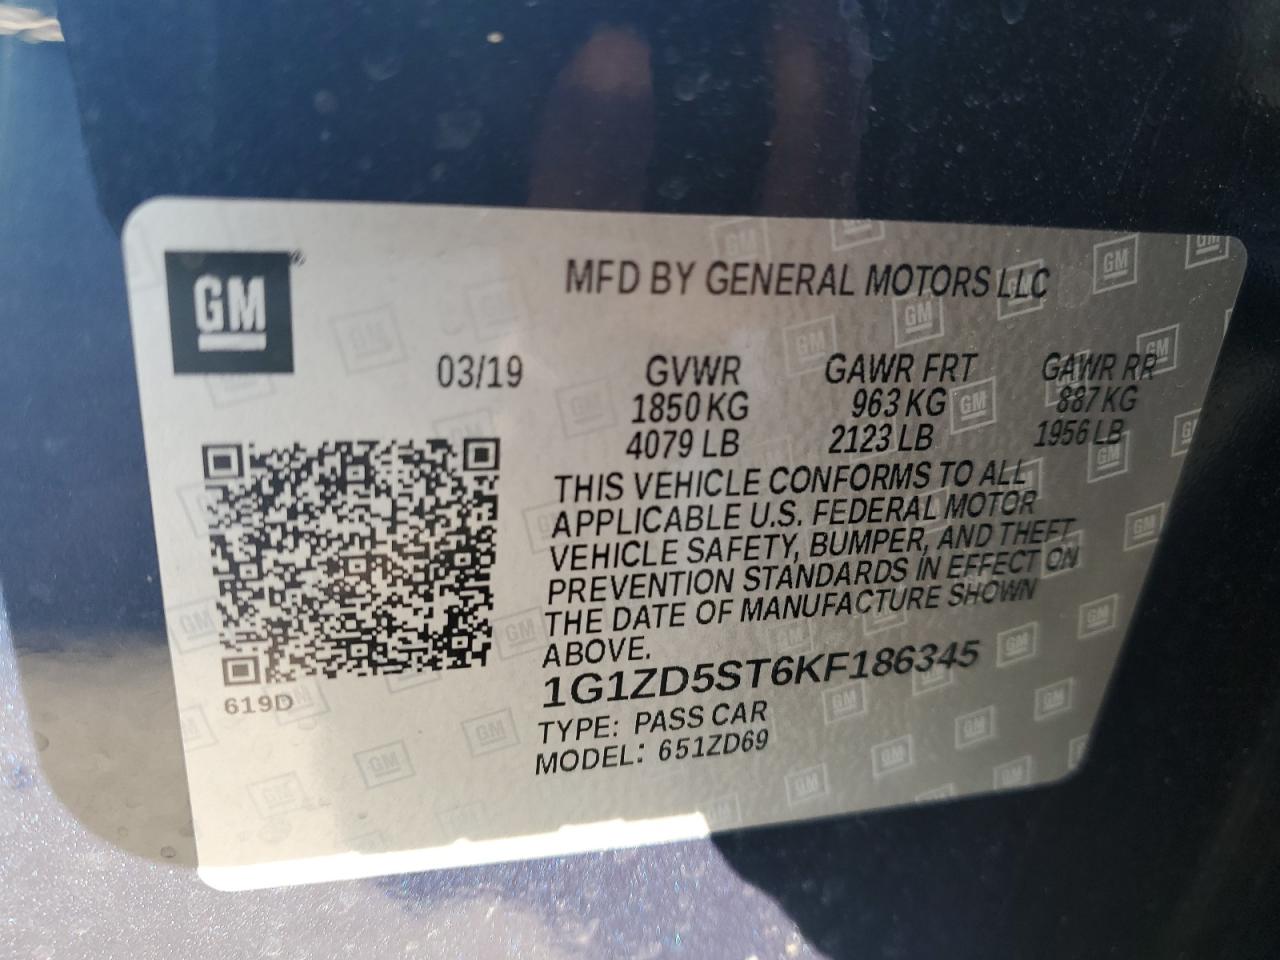 GM
MFD BY GENERAL MOTORS LLC
03/19 GVWR GAWR FRT GAWR RR
1850 KG 963 KG 887 KG
4079 LB 2123 LB 1956 LB
THIS VEHICLE CONFORMS TO ALL
APPLICABLE U.S. FEDERAL MOTOR
VEHICLE SAFETY, BUMPER, AND THEFT
PREVENTION STANDARDS IN EFFECT ON
THE DATE OF MANUFACTURE SHOWN
ABOVE.
1G1ZD5ST6KF186345
619D
TYPE: PASS CAR
MODEL: 651ZD69